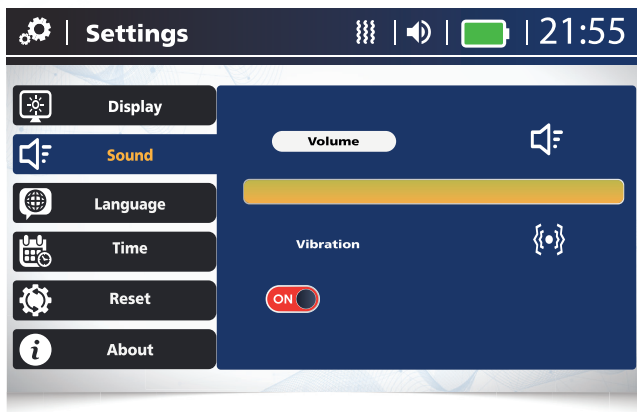 Settings
21:55
Display
Sound
Language
Time
Reset
About
Volume
Vibration
ON